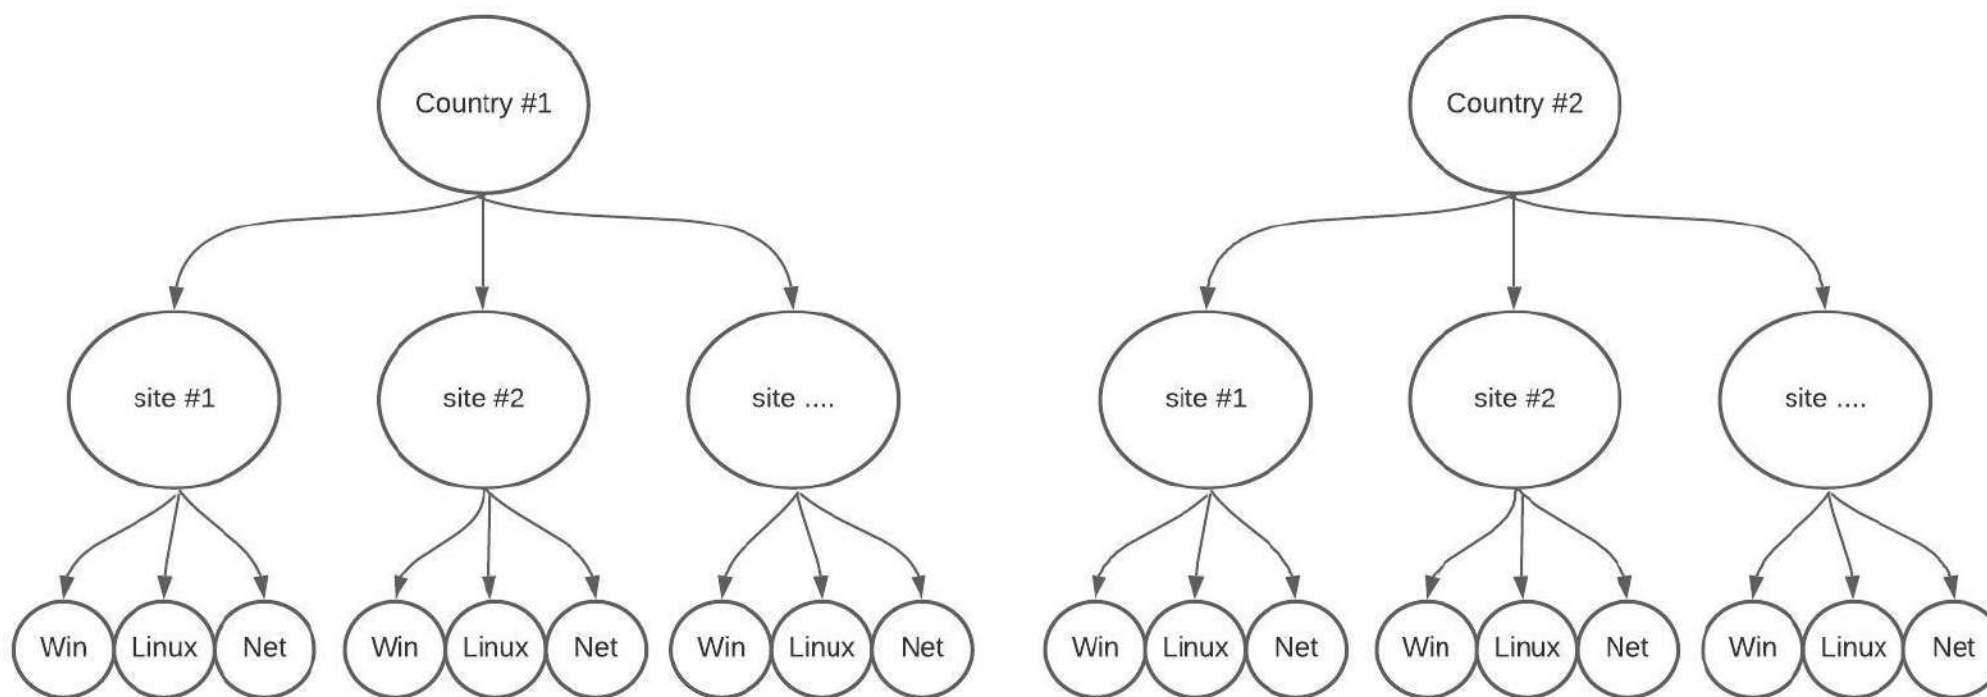 Country #1
Country #2
site #1
site #2
site ....
site #1
site #2
site ....
Win
Linux
Net
Win
Linux
Net
Win
Linux
Net
Win
Linux
Net
Win
Linux
Net
Win
Linux
Net